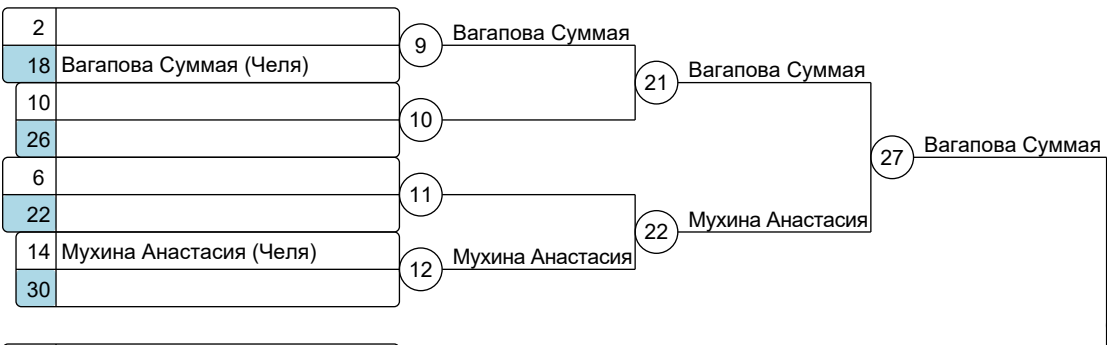 2
9 Вагапова Суммая
18 Вагапова Суммая (Челя)
21 Вагапова Суммая
10
10
26
27 Вагапова Суммая
6
11
22
22 Мухина Анастасия
14 Мухина Анастасия (Челя)
12 Мухина Анастасия
30